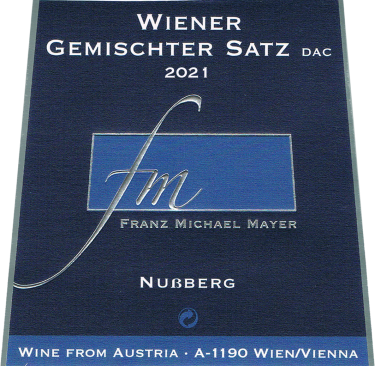 WIENER
GEMISCHTER SATZ DAC
2021
fm
FRANZ MICHAEL MAYER
NUßBERG
WINE FROM AUSTRIA · A-1190 WIEN/VIENNA